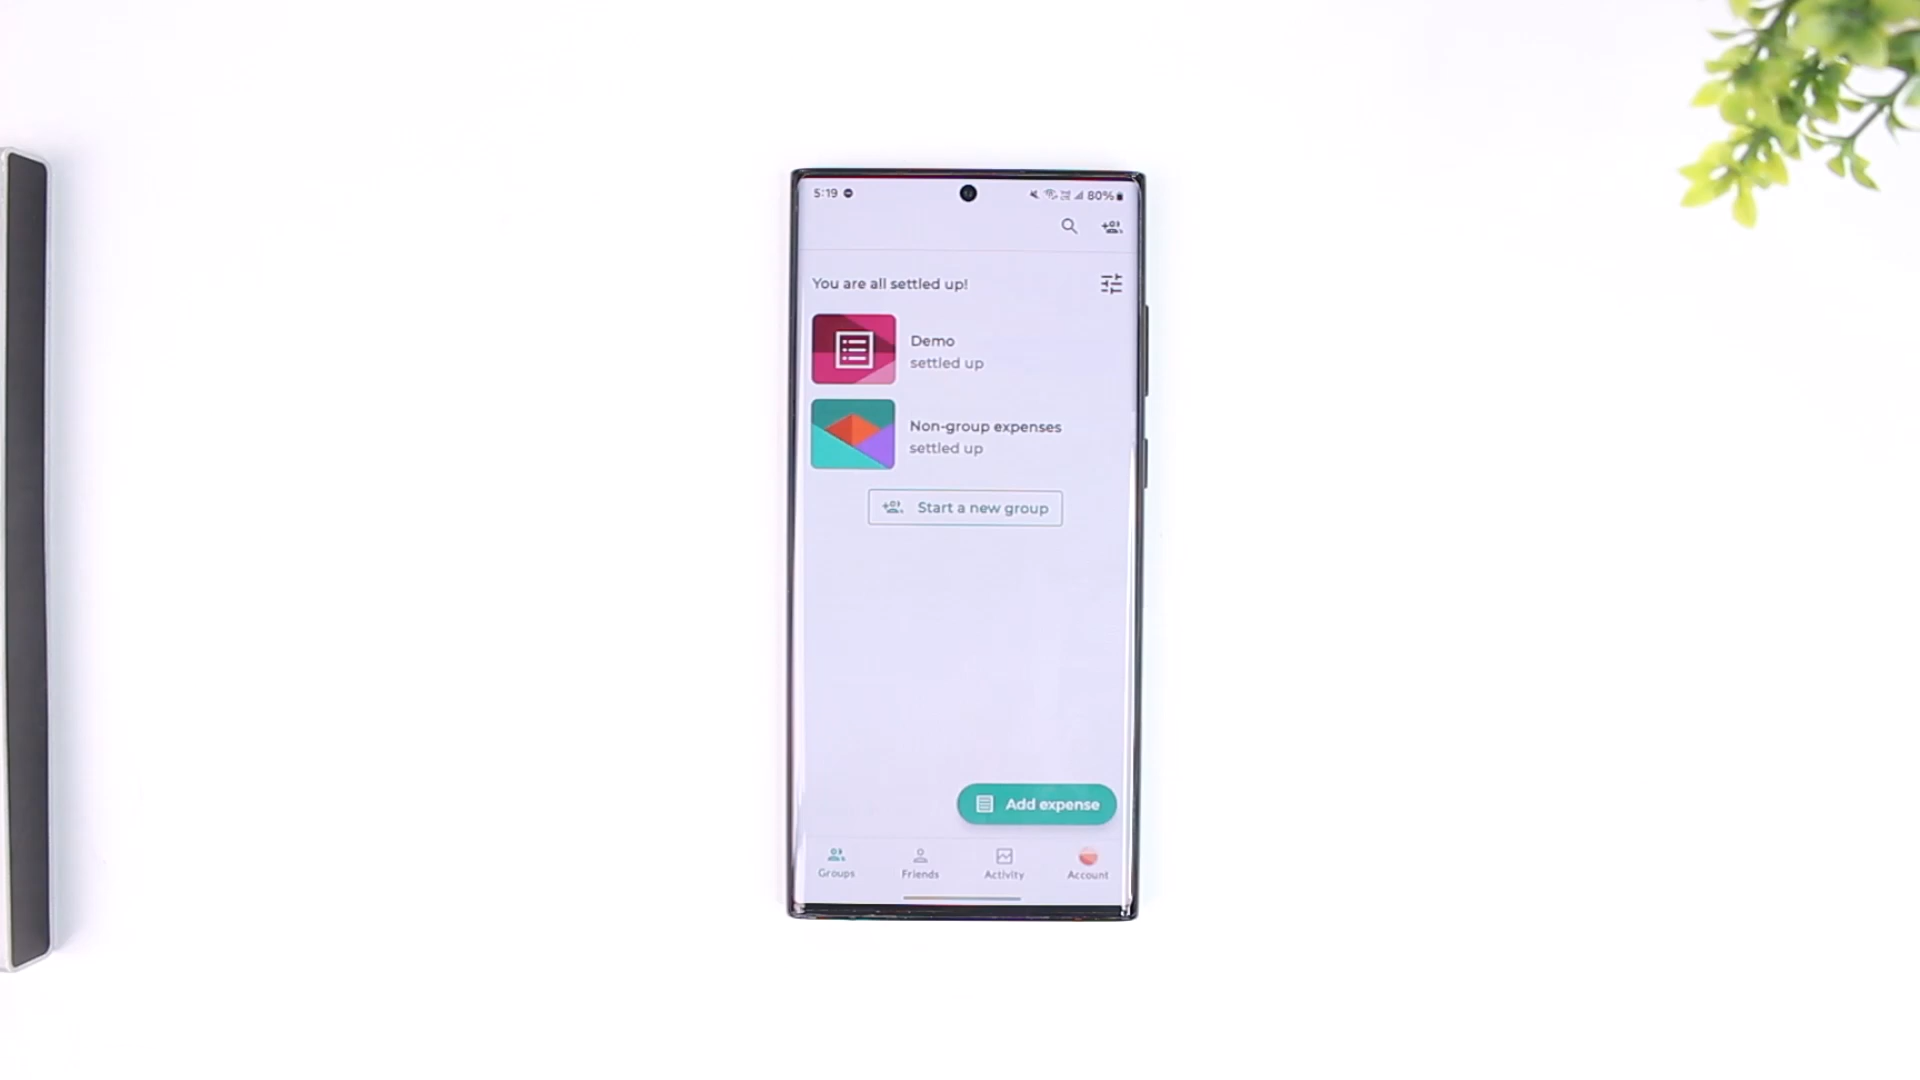 5:19
80%
You are all settled up!
Demo
settled up
Non-group expenses
settled up
Start a new group
Add expense
Groups
Friends
Activity
Account